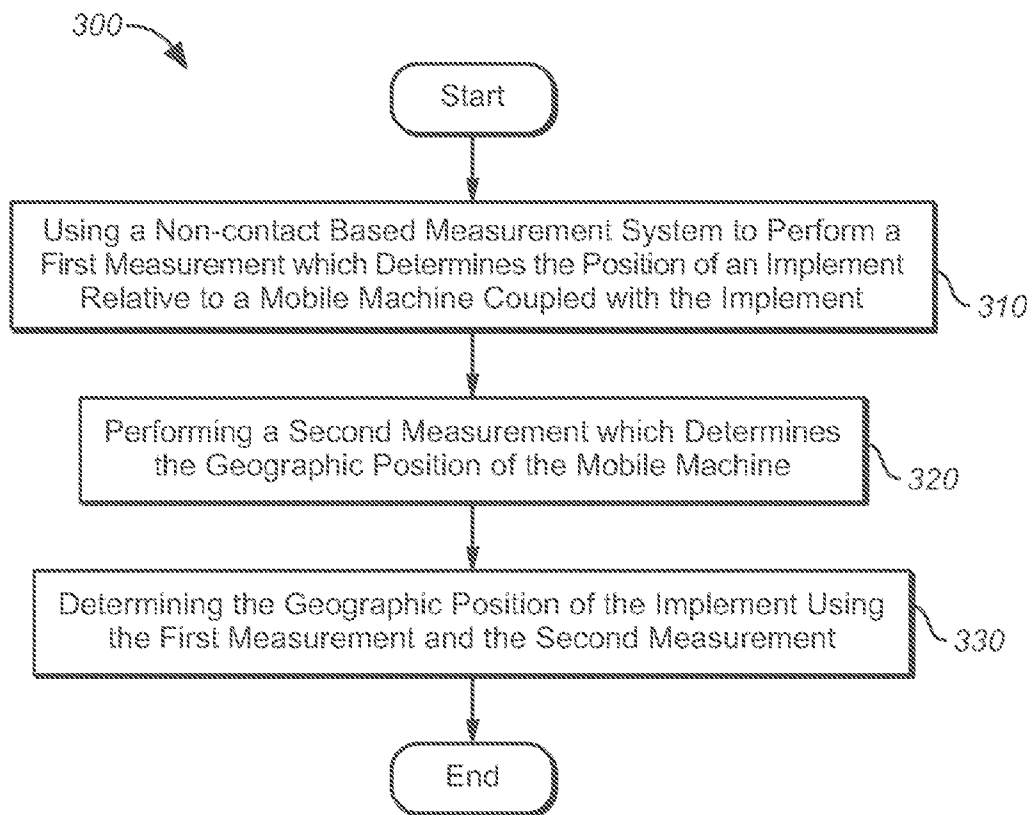 300
Start
Using a Non-contact Based Measurement System to Perform a
First Measurement which Determines the Position of an Implement
Relative to a Mobile Machine Coupled with the Implement
310
Performing a Second Measurement which Determines
the Geographic Position of the Mobile Machine
320
Determining the Geographic Position of the Implement Using
the First Measurement and the Second Measurement
330
End